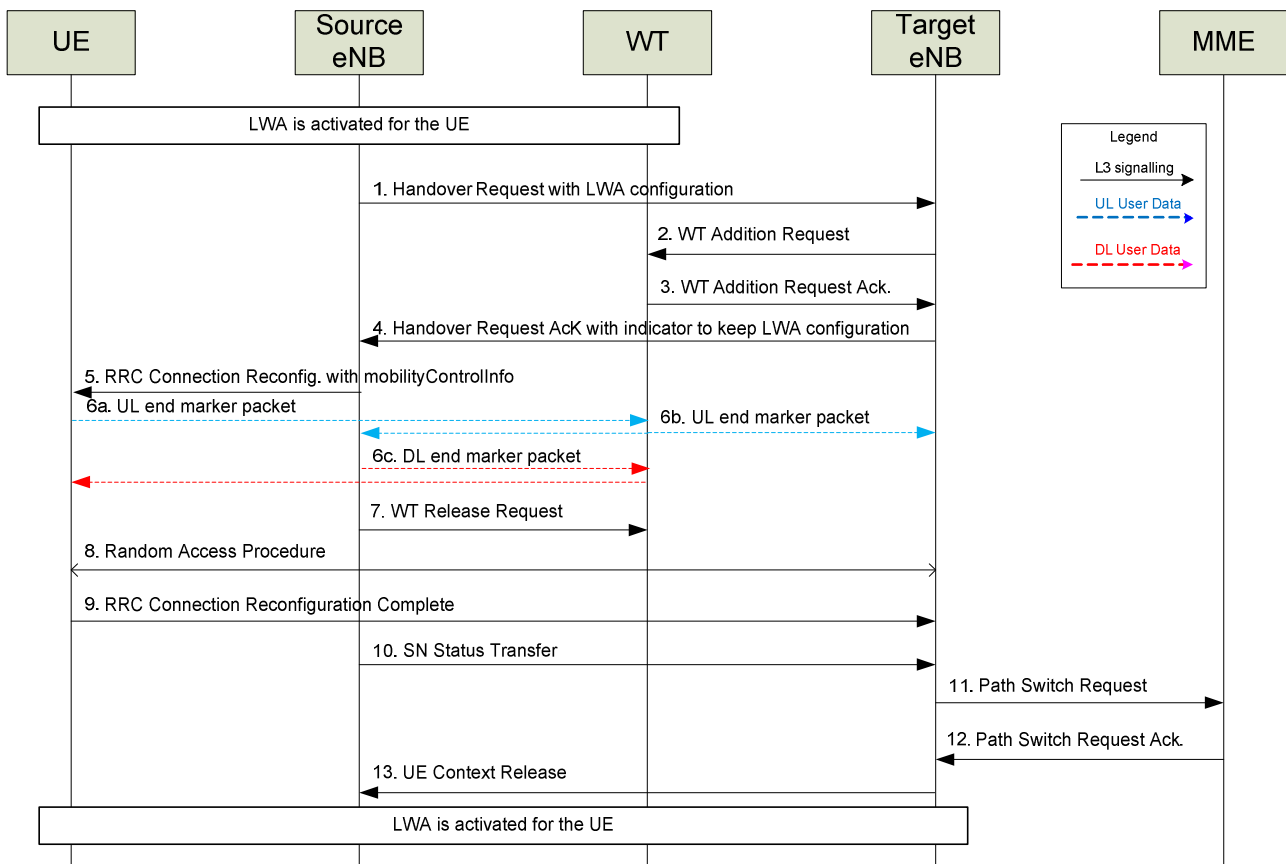 UE
Source
eNB
WT
Target
eNB
MME
LWA is activated for the UE
Legend
L3 signalling
UL User Data
DL User Data
1. Handover Request with LWA configuration
2. WT Addition Request
3. WT Addition Request Ack.
4. Handover Request AcK with indicator to keep LWA configuration
5. RRC Connection Reconfig. with mobilityControlInfo
6a. UL end marker packet
6b. UL end marker packet
6c. DL end marker packet
7. WT Release Request
8. Random Access Procedure
9. RRC Connection Reconfiguration Complete
10. SN Status Transfer
11. Path Switch Request
12. Path Switch Request Ack.
13. UE Context Release
LWA is activated for the UE